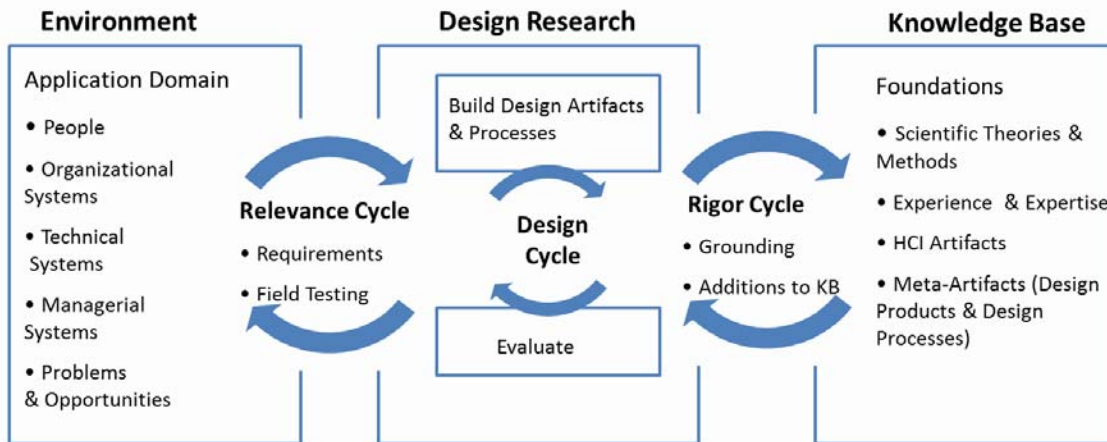 Environment
Design Research
Knowledge Base
Application Domain
• People
• Organizational
Systems
• Technical
Systems
• Managerial
Systems
• Problems
& Opportunities
Relevance Cycle
• Requirements
• Field Testing
Build Design Artifacts
& Processes
Design
Cycle
Evaluate
Rigor Cycle
• Grounding
• Additions to KB
Foundations
• Scientific Theories &
Methods
• Experience & Expertise
• HCI Artifacts
• Meta-Artifacts (Design
Products & Design
Processes)